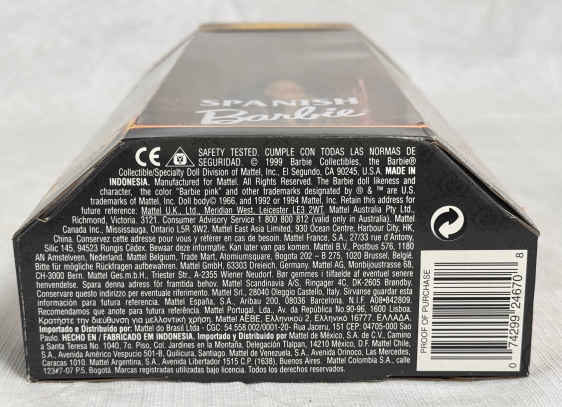 SPANISH
Barbie
CE SAFETY TESTED. CUMPLE CON TODAS LAS NORMAS DE
SEGURIDAD. © 1999 Barbie Collectibles, the Barbie®
Collectible/Specialty Doll Division of Mattel, Inc., El Segundo, CA 90245, U.S.A. MADE IN
INDONESIA. Manufactured for Mattel. All Rights Reserved. The Barbie doll likeness and
character, the color "Barbie pink" and other trademarks designated by ® & ™ are U.S.
trademarks of Mattel, Inc. Doll body© 1966, and 1992 or 1994 Mattel, Inc. Retain this address for
future reference: Mattel U.K., Ltd., Meridian West, Leicester LE3 2WT. Mattel Australia Pty Ltd.,
Richmond, Victoria. 3121. Consumer Advisory Service 1 800 800 812 (valid only in Australia). Mattel
Canada Inc., Mississauga, Ontario L5R 3W2. Mattel East Asia Limited, 930 Ocean Centre, Harbour City, HK,
China. Conservez cette adresse pour vous y référer en cas de besoin. Mattel France, S.A., 27/33 rue d'Antony,
Silic 145, 94523 Rungis Cédex. Bewaar deze informatie. Kan later van pas komen. Mattel B.V., Postbus 576, 1180
AN Amstelveen, Nederland. Mattel Belgium, Trade Mart, Atomiumsquare, Bogota 202 – B 275, 1020 Brussel, België.
Bitte für mögliche Rückfragen aufbewahren. Mattel GmbH, 63303 Dreieich, Germany. Mattel AG, Monbijoustrasse 68,
CH-3000 Bern. Mattel Ges.m.b.H., Triester Str. A-2355 Wiener Neudorf. Bør gemmes i tilfælde af eventuel senere
henvendelse. Spara denna adress för framtida behov. Mattel Scandinavia A/S, Ringager 4C, DK-2605 Brøndby.
Conservare questo indirizzo per eventuale riferimento. Mattel Srl, 28040 Oleggio Castello, Italy. Sírvanse guardar esta
información para futura referencia. Mattel España, S.A., Aribau 200, 08036 Barcelona. N.I.F. A08•842809.
Recomendamos que anote para futura referência. Mattel Portugal, Lda., Av. da República No 90-96, 1600 Lisboa.
Κρατήστε την διεύθυνση για μελλοντική χρήση. Mattel AEBE, Ελληνικού 2, Ελληνικό 16777, ΕΛΛΑΔΑ.
Importado e Distribuido por: Mattel do Brasil Ltda - CGC: 54.558.002/0001-20- Rua Jaceru, 151 CEP: 04705-000 Sao
Paulo. HECHO EN / FABRICADO EM INDONESIA. Importado y Distribuido por Mattel de México, S.A. de C.V., Camino
a Santa Teresa No. 1040, 7o. Piso, Col. Jardines en la Montaña, Delegación Tlalpan, 14210 México, D.F. Mattel Chile,
S.A., Avenida Américo Vespucio 501-B, Quilicura, Santiago. Mattel de Venezuela, S.A., Avenida Orinoco, Las Mercedes,
Caracas 1010. Mattel Argentina, S.A., Avenida Libertador 1515 C.P. (1638), Buenos Aires. Mattel Colombia S.A., calle
123#7-07 P.5, Bogotá. Marcas registradas utilizadas bajo licencia. Todos los derechos reservados.
PROOF OF PURCHASE
0 74299 24670 8